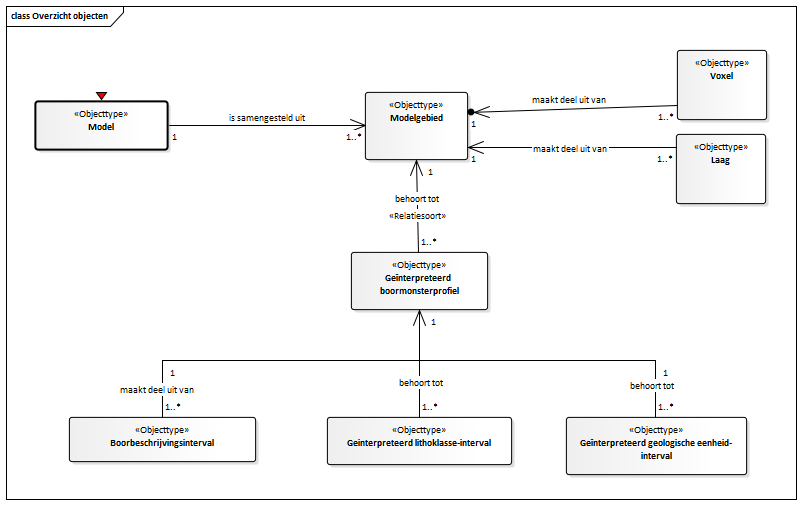 class Overzicht objecten
«Objecttype»
Model
1
is samengesteld uit
1..*
«Objecttype»
Modelgebied
1
1
maakt deel uit van
1..*
«Objecttype»
Voxel
maakt deel uit van
1..*
«Objecttype»
Laag
1
behoort tot
«Relatiesoort»
1..*
«Objecttype»
Geïnterpreteerd
boormonsterprofiel
1
1
maakt deel uit van
1..*
behoort tot
1..*
1
behoort tot
1..*
«Objecttype»
Boorbeschrijvingsinterval
«Objecttype»
Geinterpreteerd lithoklasse-interval
«Objecttype»
Geïnterpreteerd geologische eenheid-
interval